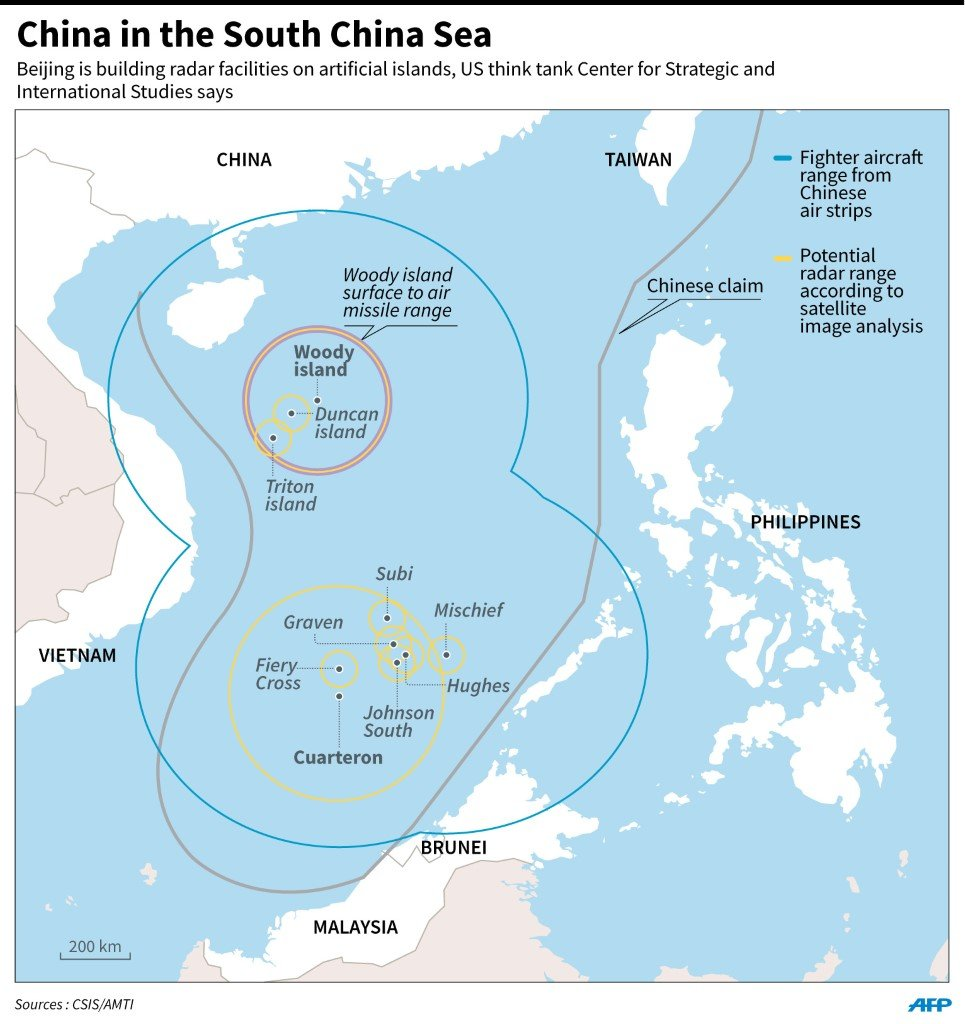 China in the South China Sea
Beijing is building radar facilities on artificial islands, US think tank Center for Strategic and
International Studies says
CHINA
TAIWAN
Fighter aircraft
range from
Chinese
air strips
Potential
radar range
according to
satellite
image analysis
Woody island
surface to air
missile range
Chinese claim
Woody
island
Duncan
island
Triton
island
PHILIPPINES
Subi
Mischief
Graven
VIETNAM
Fiery
Cross
Hughes
Johnson
South
Cuarteron
BRUNEI
MALAYSIA
200 km
Sources : CSIS/AMTI
AFP